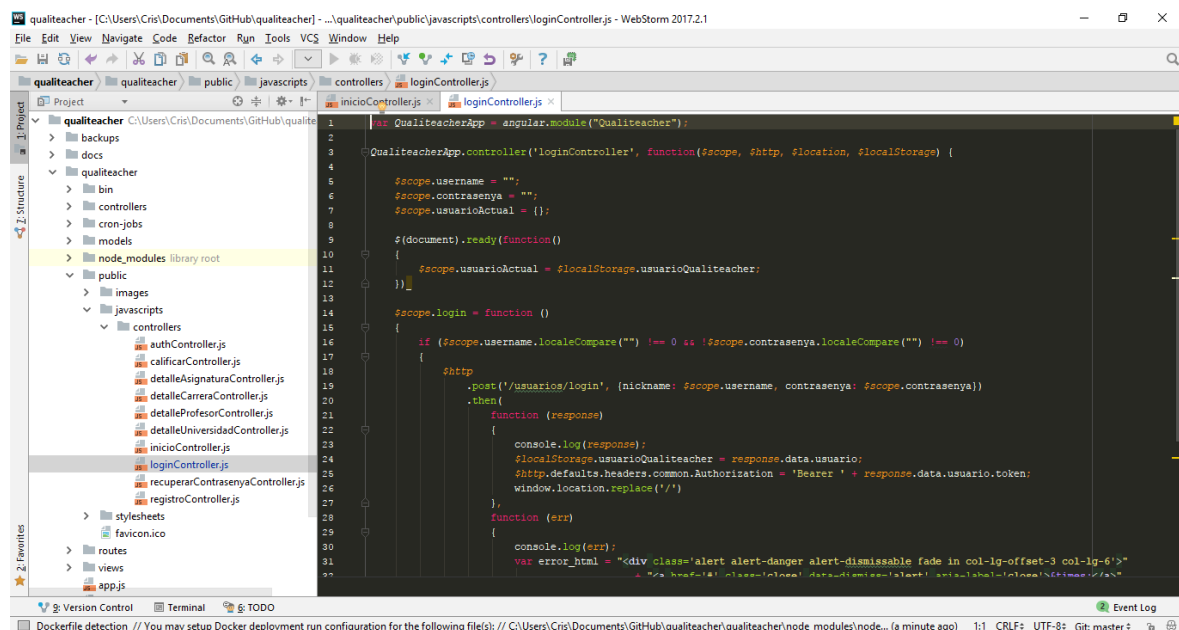 qualiteacher - [C:\Users\Cris\Documents\GitHub\qualiteacher] - ...\qualiteacher\public\javascripts\controllers\loginController.js - WebStorm 2017.2.1
File Edit View Navigate Code Refactor Run Tools VCS Window Help
qualiteacher qualiteacher public javascripts controllers loginController.js
Project
inicioController.js
loginController.js
1: Project
7: Structure
2: Favorites
qualiteacher C:\Users\Cris\Documents\GitHub\qualite
backups
docs
qualiteacher
bin
controllers
cron-jobs
models
node_modules library root
public
images
javascripts
controllers
authController.js
calificarController.js
detalleAsignaturaController.js
detalleCarreraController.js
detalleProfesorController.js
detalleUniversidadController.js
inicioController.js
loginController.js
recuperarContrasenyaController.js
registroController.js
stylesheets
favicon.ico
routes
views
app.js
1 var QualiteacherApp = angular.module("Qualiteacher");
2
3 QualiteacherApp.controller('loginController', function($scope, $http, $location, $localStorage) {
4
5 $scope.username = "";
6 $scope.contrasenya = "";
7 $scope.usuarioActual = {};
8
9 $(document).ready(function()
10 {
11 $scope.usuarioActual = $localStorage.usuarioQualiteacher;
12 })
13
14 $scope.login = function ()
15 {
16 if ($scope.username.localeCompare("") !== 0 && !$scope.contrasenya.localeCompare("") !== 0)
17 {
18 $http
19 .post('/usuarios/login', {nickname: $scope.username, contrasenya: $scope.contrasenya})
20 .then(
21 function (response)
22 {
23 console.log(response);
24 $localStorage.usuarioQualiteacher = response.data.usuario;
25 $http.defaults.headers.common.Authorization = 'Bearer ' + response.data.usuario.token;
26 window.location.replace('/')
27 },
28 function (err)
29 {
30 console.log(err);
31 var error_html = "<div class='alert alert-danger alert-dismissable fade in col-lg-offset-3 col-lg-6'>"
32 + "<a href='#' class='close' data-dismiss='alert' aria-label='close'>&times;</a>"
9: Version Control Terminal 6: TODO
2 Event Log
Dockerfile detection // You may setup Docker deployment run configuration for the following file(s): // C:\Users\Cris\Documents\GitHub\qualiteacher\qualiteacher\node_modules\node... (a minute ago) 1:1 CRLF UTF-8 Git: master